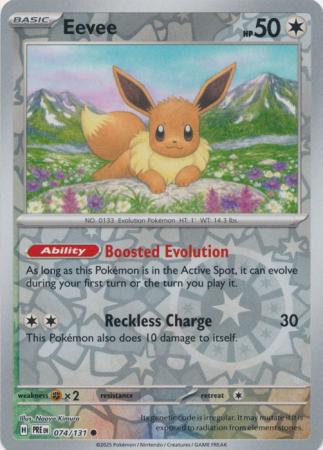 BASIC
Eevee
HP 50
NO. 0133 Evolution Pokémon HT: 1' WT: 14.3 lbs.
Ability Boosted Evolution
As long as this Pokémon is in the Active Spot, it can evolve
during your first turn or the turn you play it.
Reckless Charge 30
This Pokémon also does 10 damage to itself.
weakness ×2 resistance retreat
Illus. Naoyo Kimura
H PRE EN 074/131
Its genetic code is irregular. It may mutate if it is
exposed to radiation from element stones.
©2025 Pokémon / Nintendo / Creatures / GAME FREAK